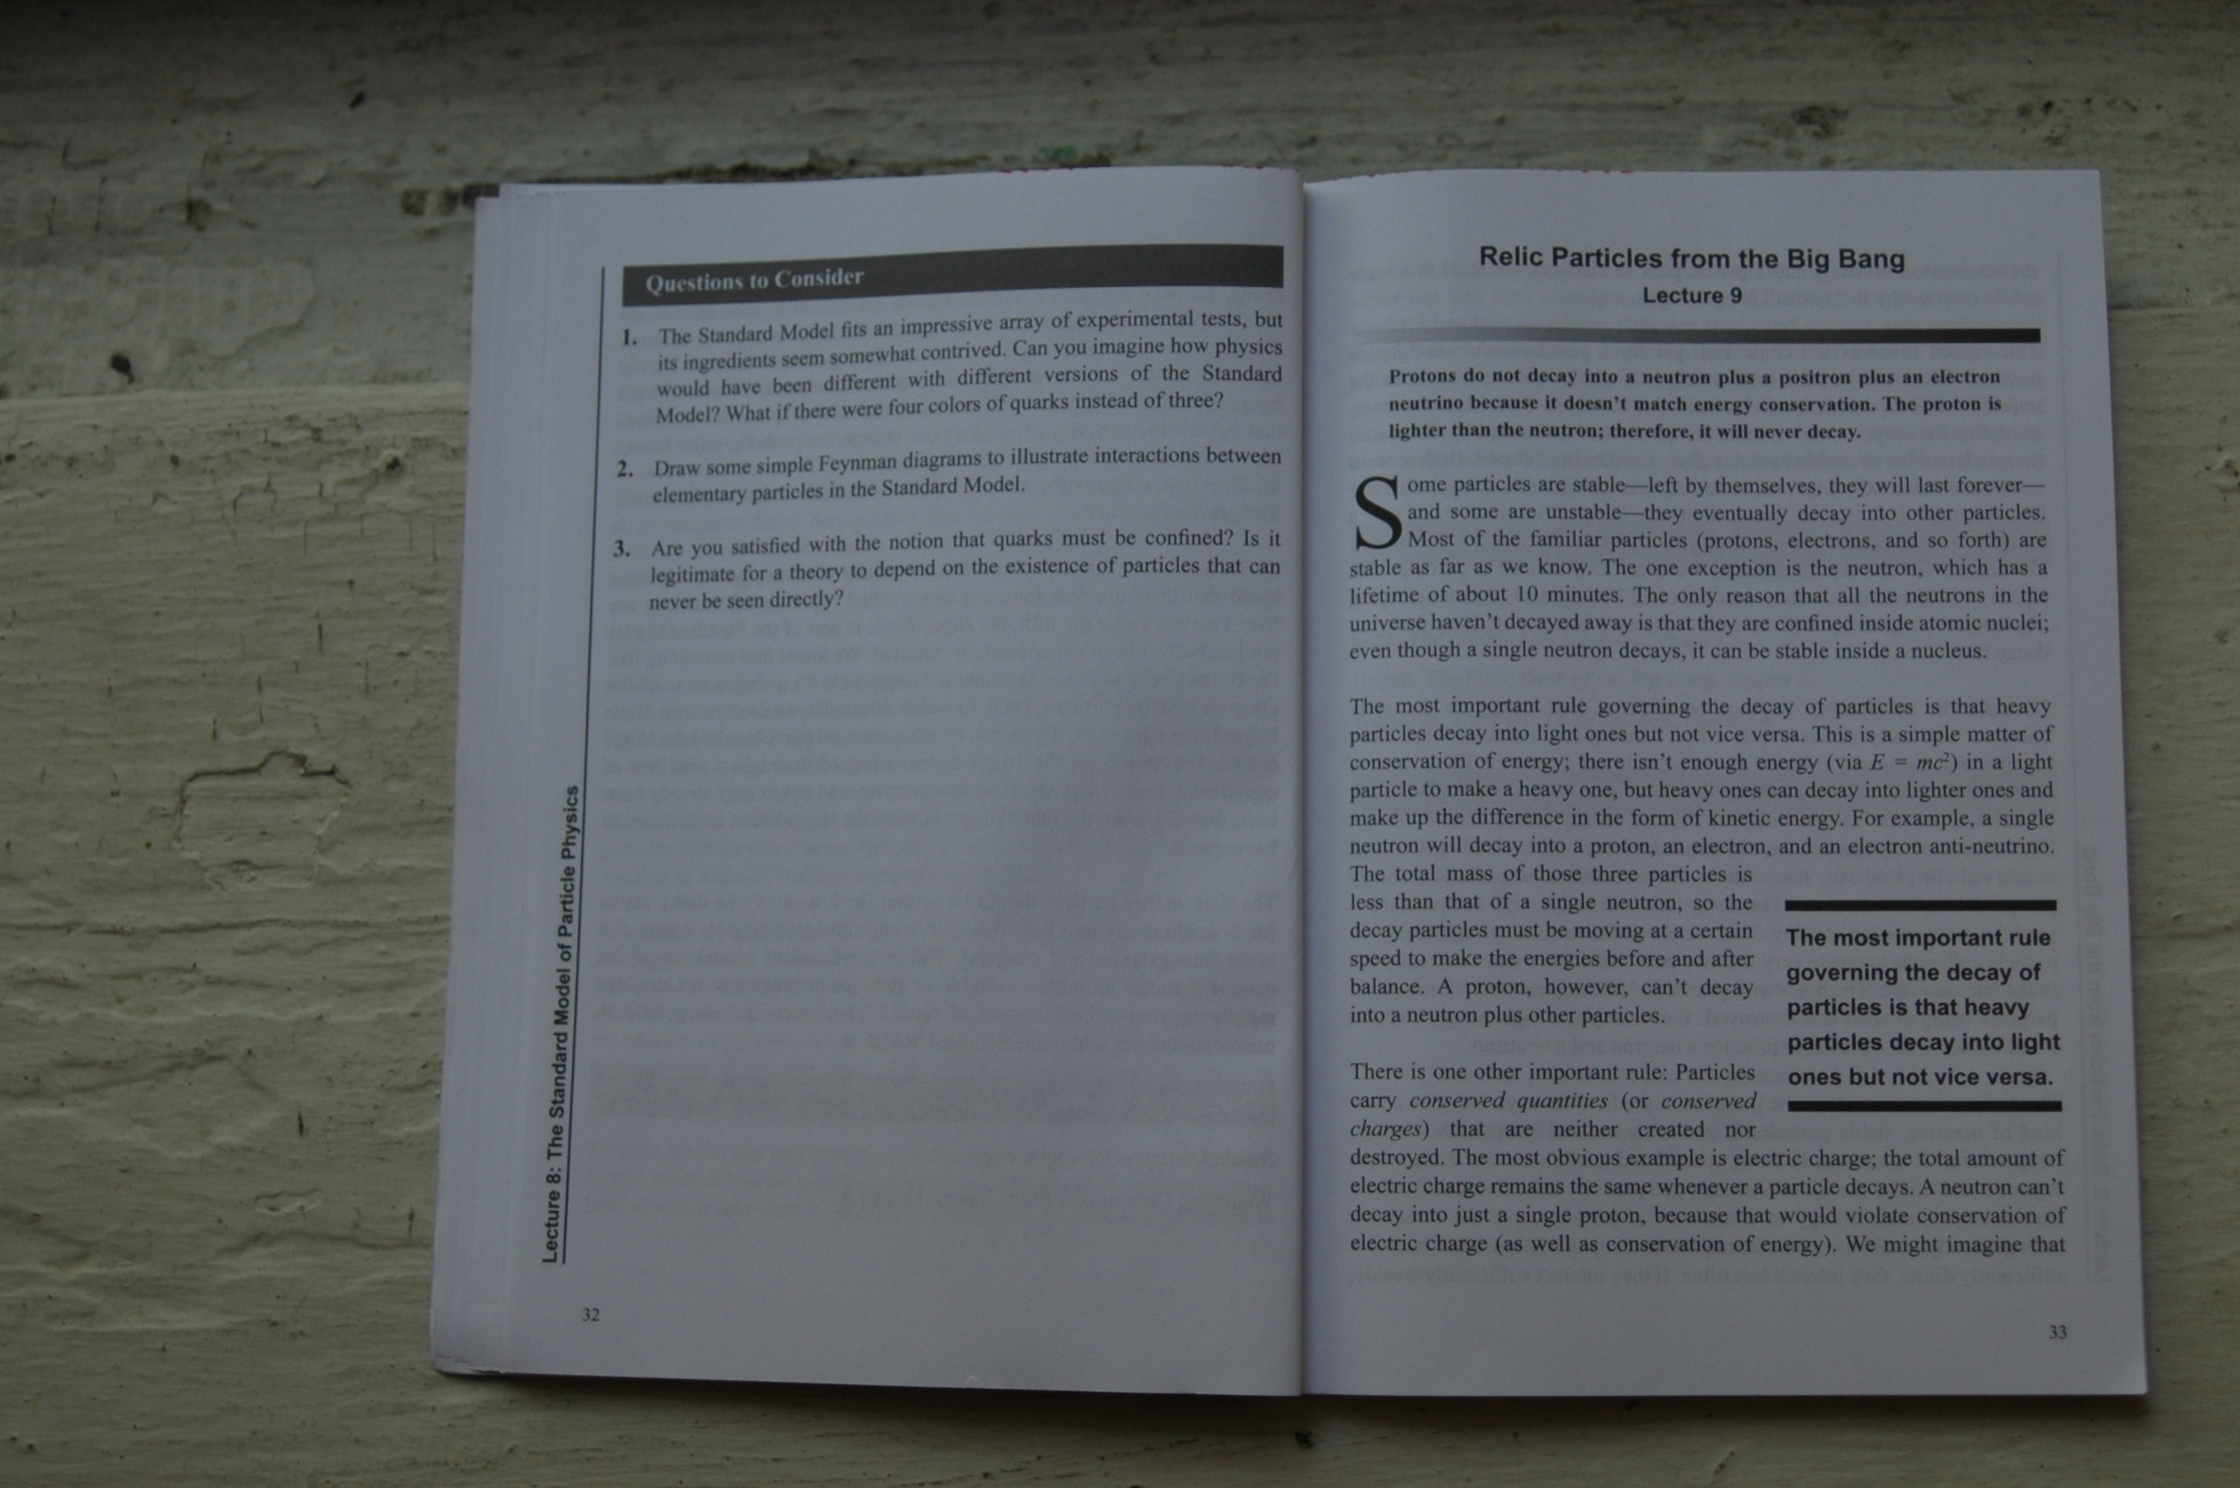 Questions to Consider
1. The Standard Model fits an impressive array of experimental tests, but
its ingredients seem somewhat contrived. Can you imagine how physics
would have been different with different versions of the Standard
Model? What if there were four colors of quarks instead of three?
2. Draw some simple Feynman diagrams to illustrate interactions between
elementary particles in the Standard Model.
3. Are you satisfied with the notion that quarks must be confined? Is it
legitimate for a theory to depend on the existence of particles that can
never be seen directly?
Lecture 8: The Standard Model of Particle Physics
32
Relic Particles from the Big Bang
Lecture 9
Protons do not decay into a neutron plus a positron plus an electron
neutrino because it doesn't match energy conservation. The proton is
lighter than the neutron; therefore, it will never decay.
Some particles are stable—left by themselves, they will last forever—
and some are unstable—they eventually decay into other particles.
Most of the familiar particles (protons, electrons, and so forth) are
stable as far as we know. The one exception is the neutron, which has a
lifetime of about 10 minutes. The only reason that all the neutrons in the
universe haven't decayed away is that they are confined inside atomic nuclei;
even though a single neutron decays, it can be stable inside a nucleus.
The most important rule governing the decay of particles is that heavy
particles decay into light ones but not vice versa. This is a simple matter of
conservation of energy; there isn't enough energy (via E = mc²) in a light
particle to make a heavy one, but heavy ones can decay into lighter ones and
make up the difference in the form of kinetic energy. For example, a single
neutron will decay into a proton, an electron, and an electron anti-neutrino.
The total mass of those three particles is
less than that of a single neutron, so the
decay particles must be moving at a certain
speed to make the energies before and after
balance. A proton, however, can't decay
into a neutron plus other particles.
The most important rule
governing the decay of
particles is that heavy
particles decay into light
ones but not vice versa.
There is one other important rule: Particles
carry conserved quantities (or conserved
charges) that are neither created nor
destroyed. The most obvious example is electric charge; the total amount of
electric charge remains the same whenever a particle decays. A neutron can't
decay into just a single proton, because that would violate conservation of
electric charge (as well as conservation of energy). We might imagine that
33